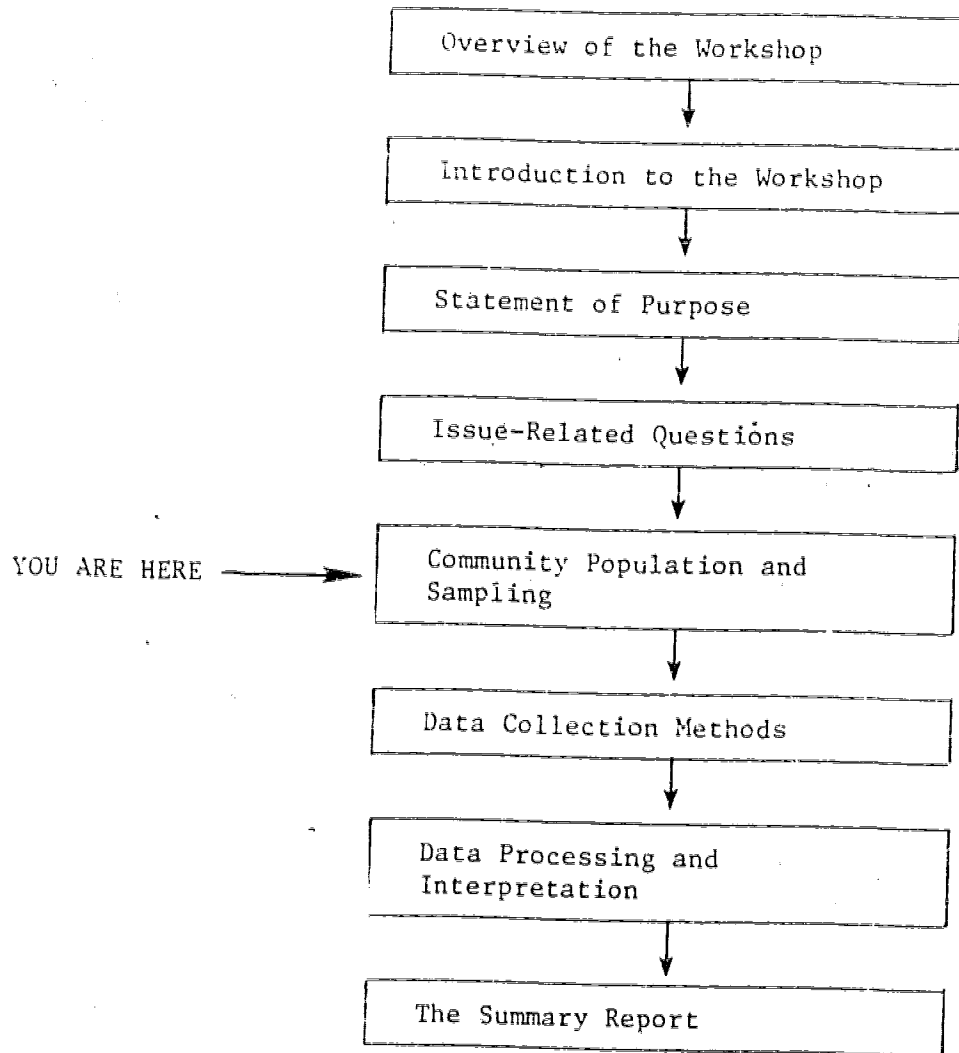 Overview of the Workshop
Introduction to the Workshop
Statement of Purpose
Issue-Related Questions
YOU ARE HERE
Community Population and
Sampling
Data Collection Methods
Data Processing and
Interpretation
The Summary Report